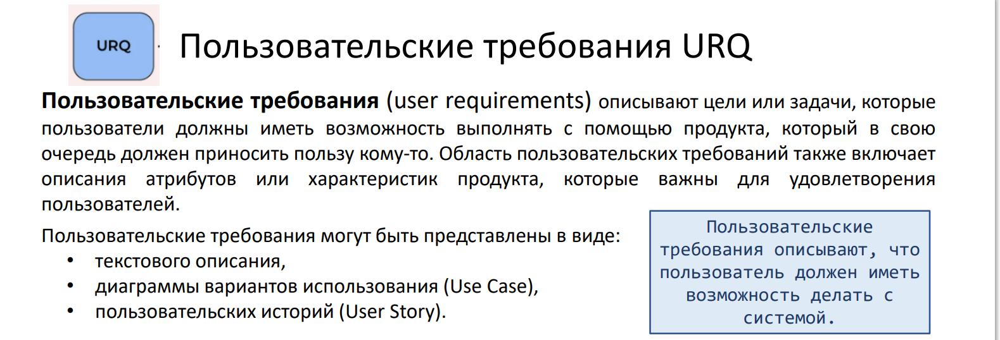 URQ
Пользовательские требования URQ
Пользовательские требования (user requirements) описывают цели или задачи, которые
пользователи должны иметь возможность выполнять с помощью продукта, который в свою
очередь должен приносить пользу кому-то. Область пользовательских требований также включает
описания атрибутов или характеристик продукта, которые важны для удовлетворения
пользователей.
Пользовательские требования могут быть представлены в виде:
• текстового описания,
• диаграммы вариантов использования (Use Case),
• пользовательских историй (User Story).
Пользовательские
требования описывают, что
пользователь должен иметь
возможность делать с
системой.